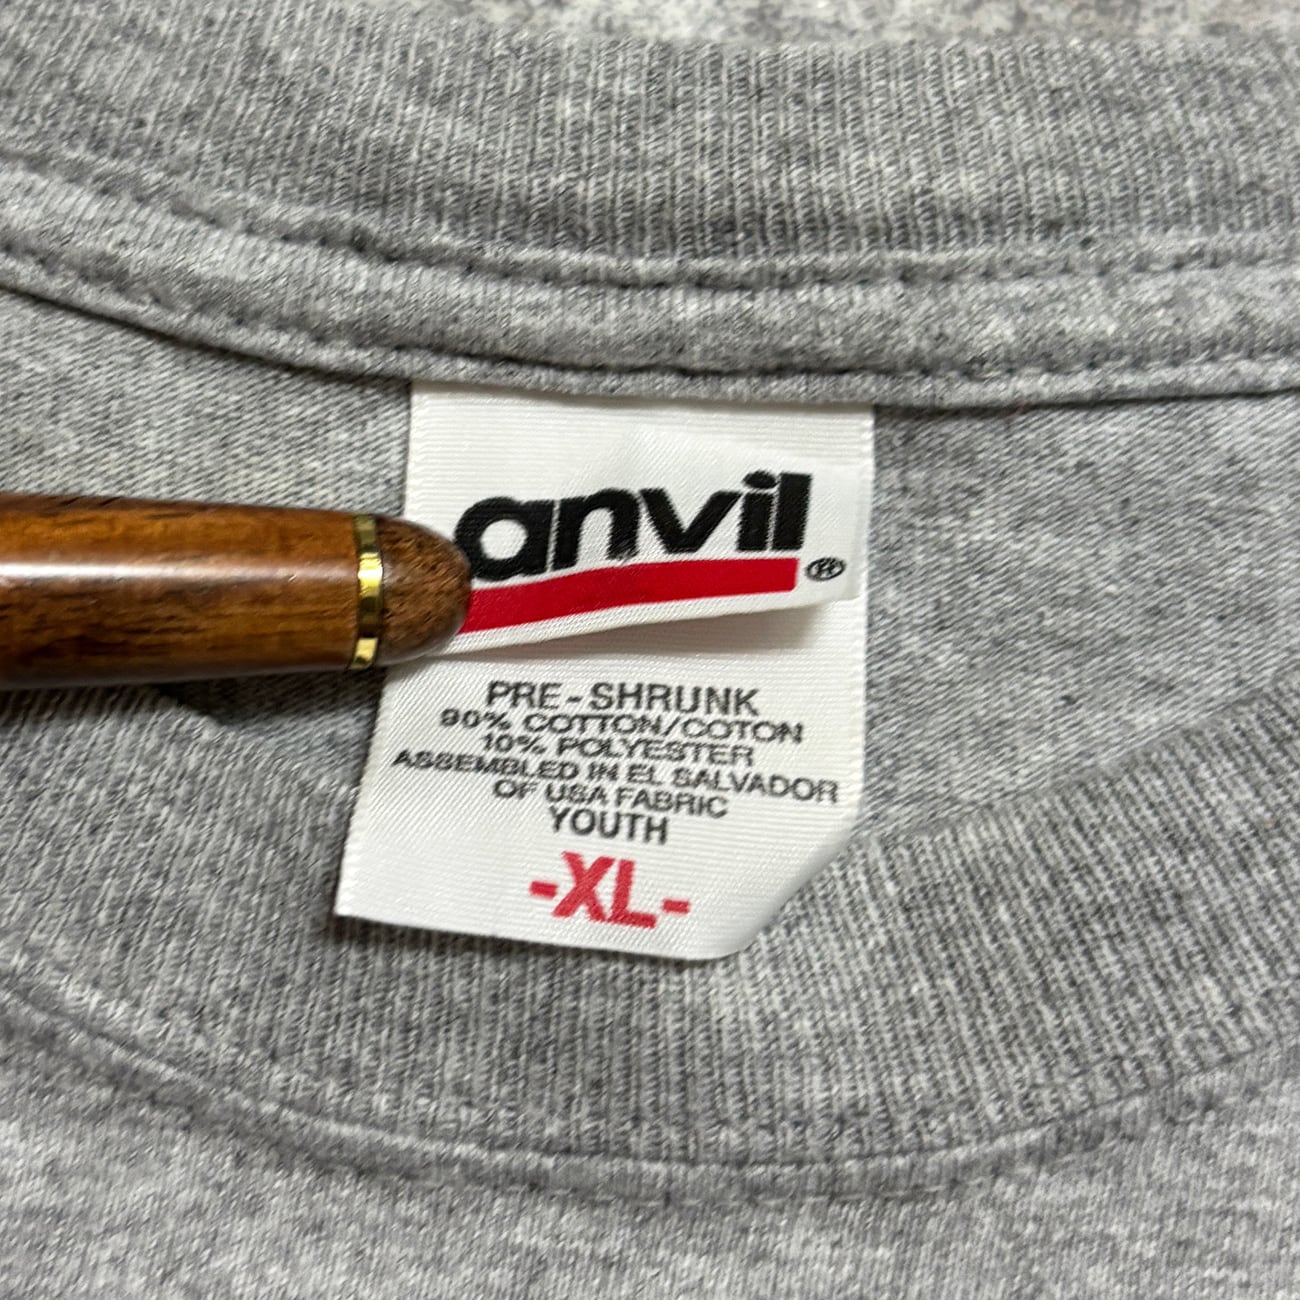 anvil®
PRE-SHRUNK
90% COTTON/COTON
10% POLYESTER
ASSEMBLED IN EL SALVADOR
OF USA FABRIC
YOUTH
-XL-